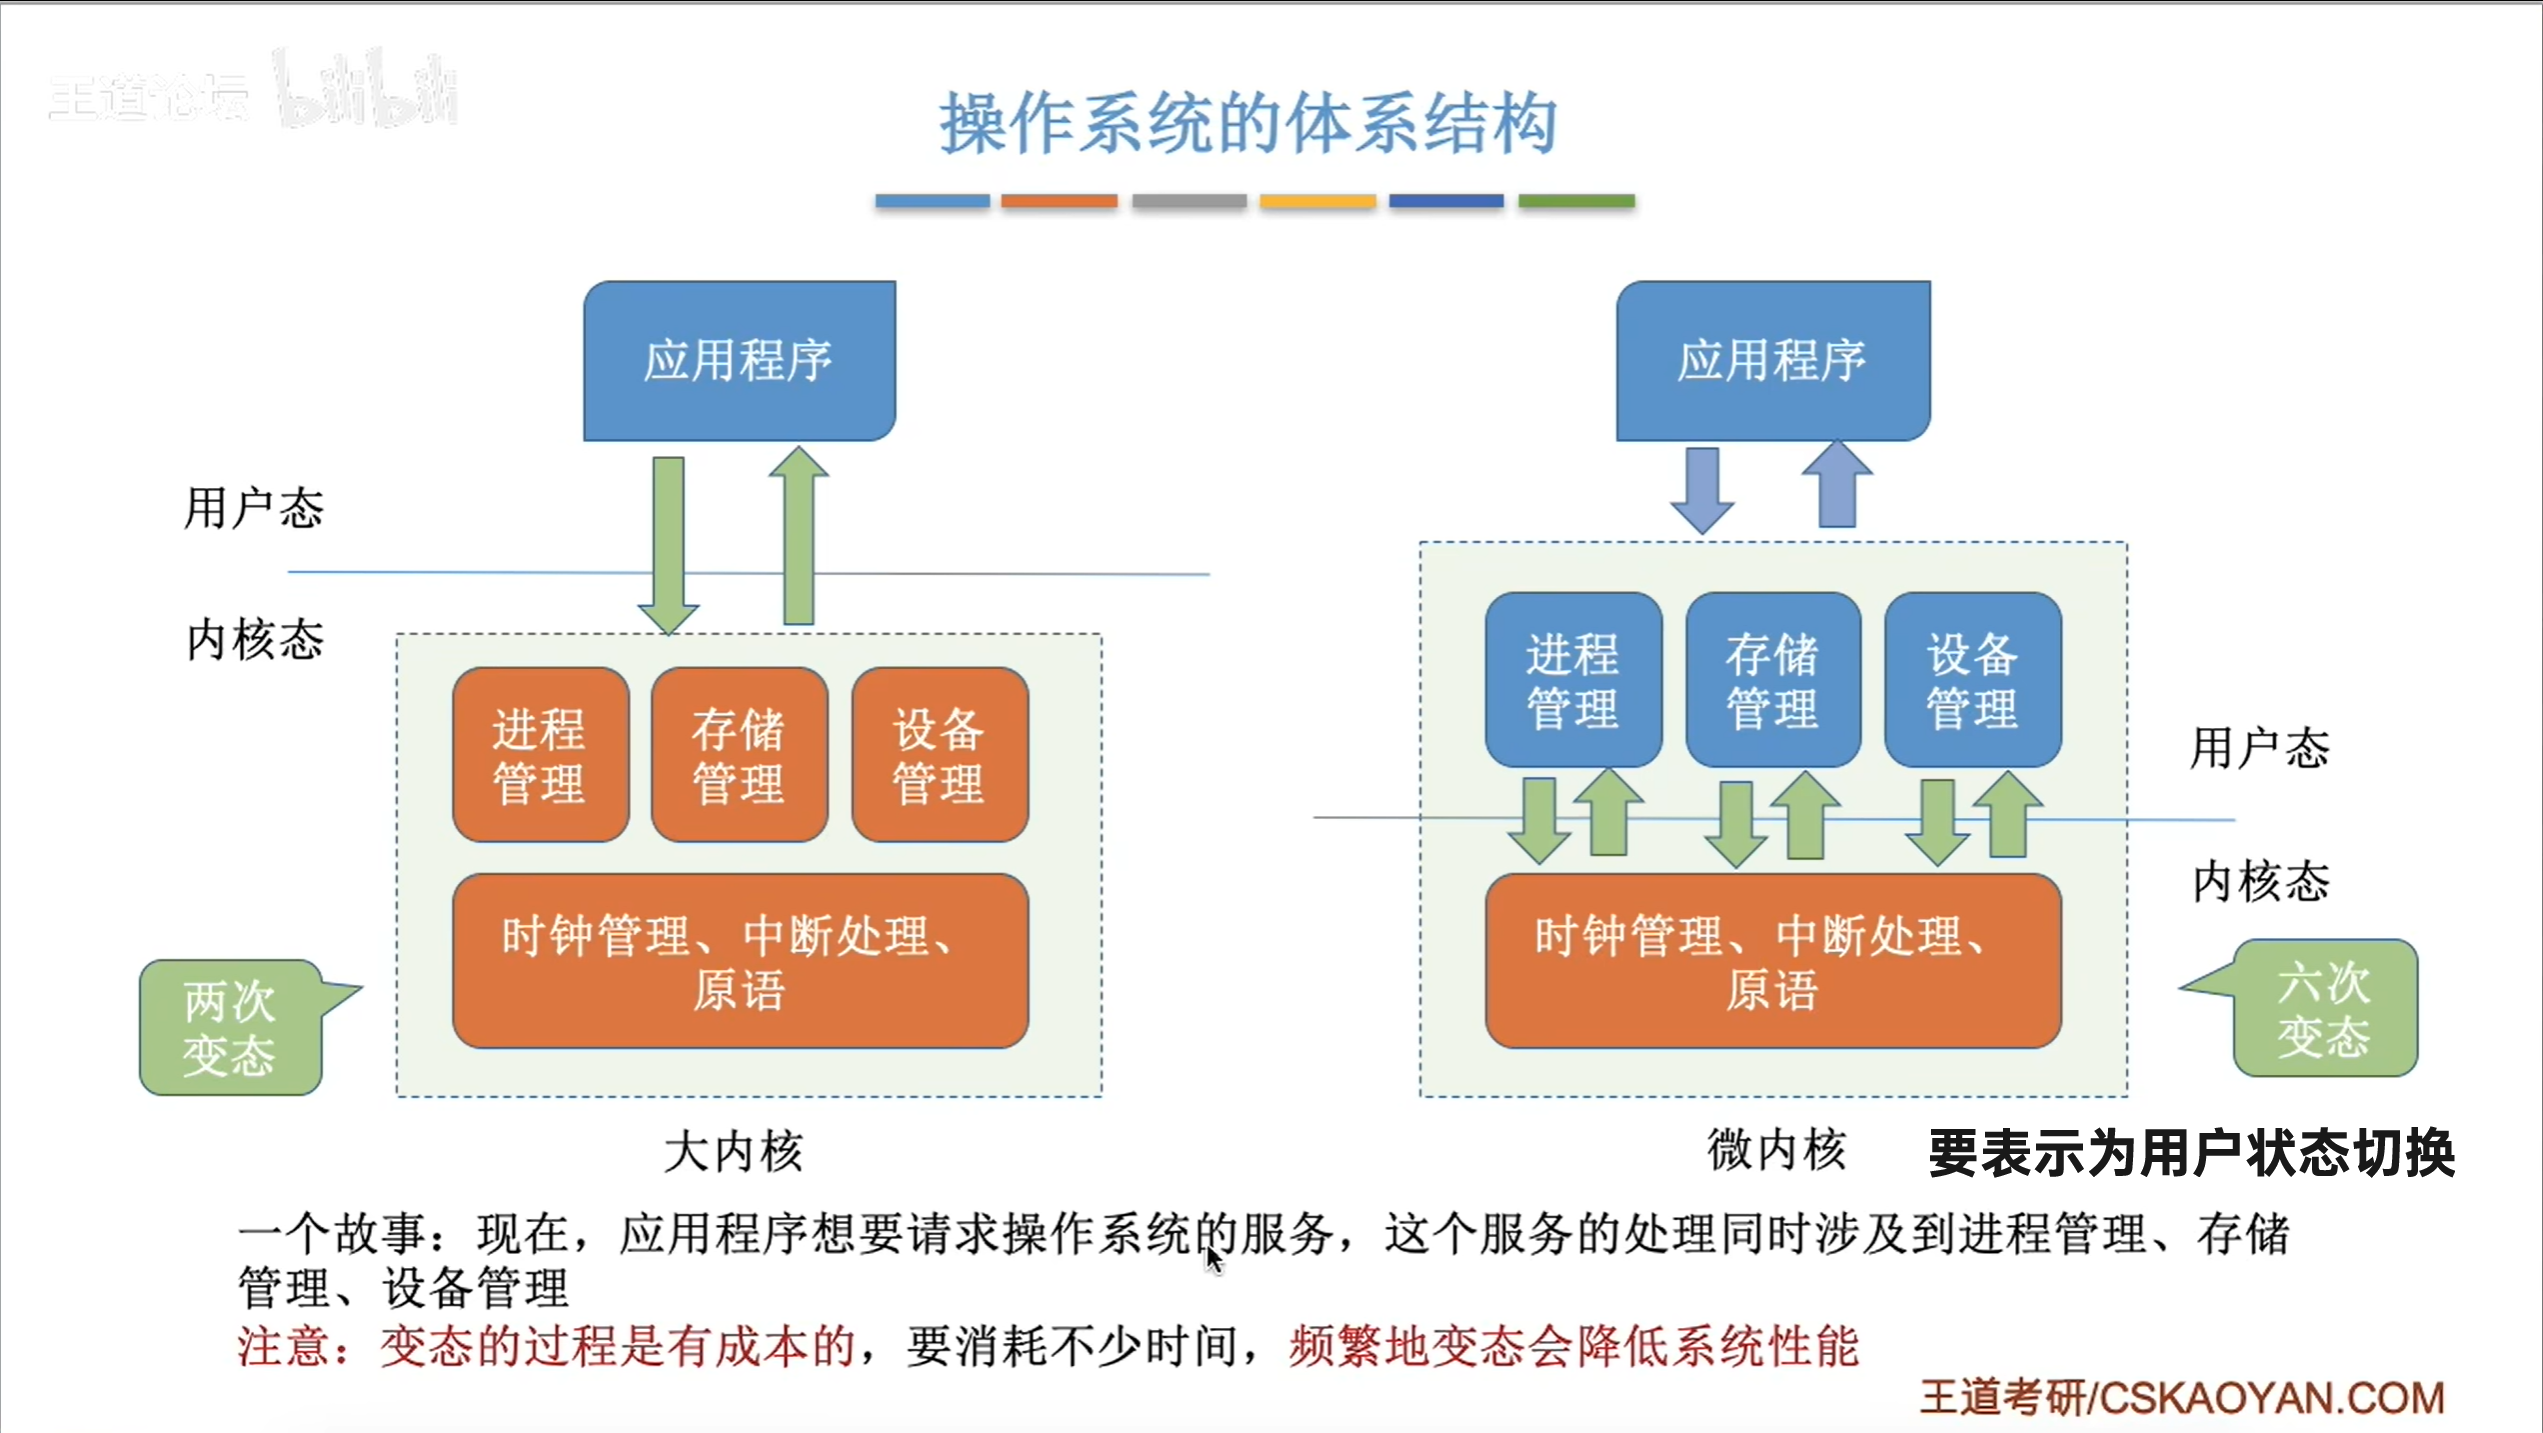 王道论坛 bilibili
操作系统的体系结构
应用程序
用户态
内核态
进程
管理
存储
管理
设备
管理
时钟管理、中断处理、
原语
两次
变态
大内核
应用程序
进程
管理
存储
管理
设备
管理
用户态
内核态
时钟管理、中断处理、
原语
六次
变态
微内核
要表示为用户状态切换
一个故事：现在，应用程序想要请求操作系统的服务，这个服务的处理同时涉及到进程管理、存储
管理、设备管理
注意：变态的过程是有成本的，要消耗不少时间，频繁地变态会降低系统性能
王道考研/CSKAOYAN.COM